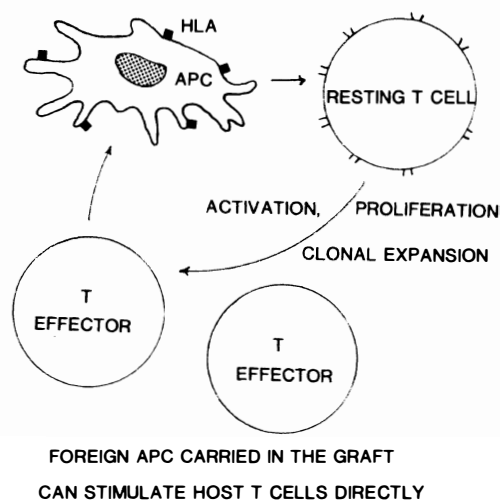 HLA
APC
RESTING T CELL
ACTIVATION, PROLIFERATION
CLONAL EXPANSION
T
EFFECTOR
T
EFFECTOR
FOREIGN APC CARRIED IN THE GRAFT
CAN STIMULATE HOST T CELLS DIRECTLY